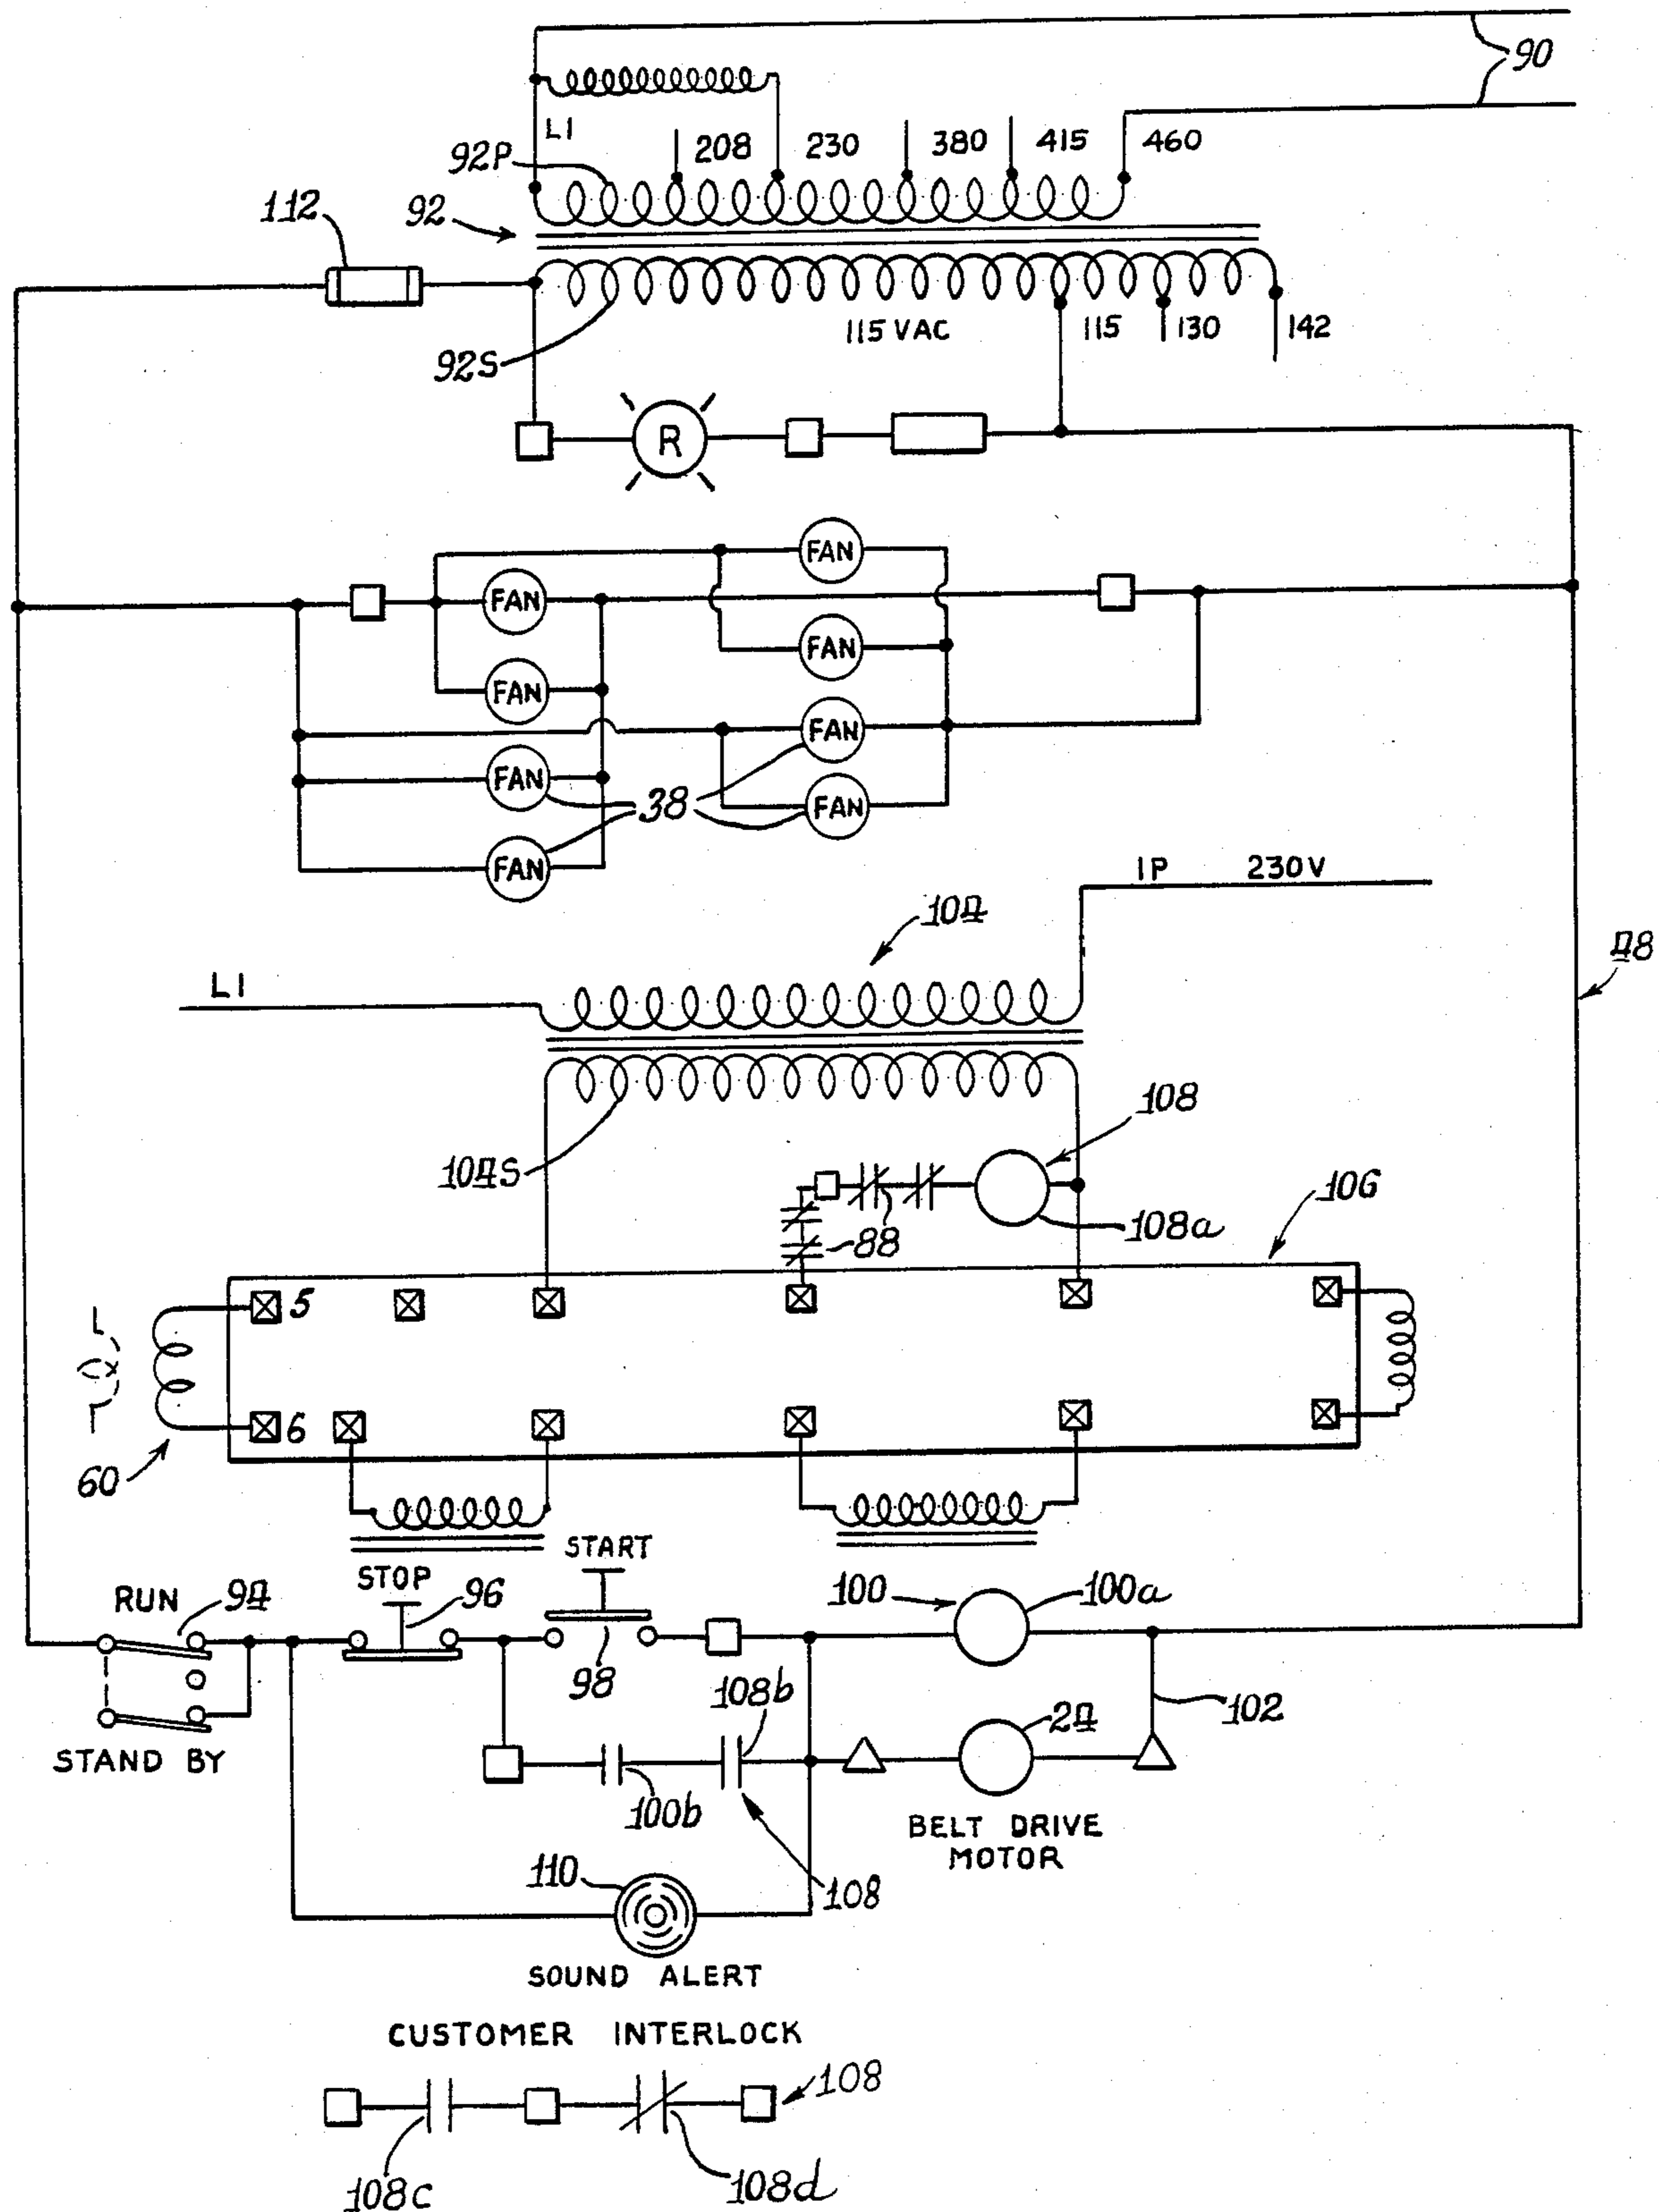 90
L1
208 230 380 415 460
92P
112
92
115 VAC 115 130 142
92S
R
FAN
FAN
FAN
FAN
FAN
FAN
FAN
38
FAN
1P 230V
104
48
L1
108
104S
106
108a
88
5
6
60
START
STOP
RUN 94 96 100 100a
98 108b
24
102
STAND BY
100b
BELT DRIVE
MOTOR
110
108
SOUND ALERT
CUSTOMER INTERLOCK
108
108c 108d